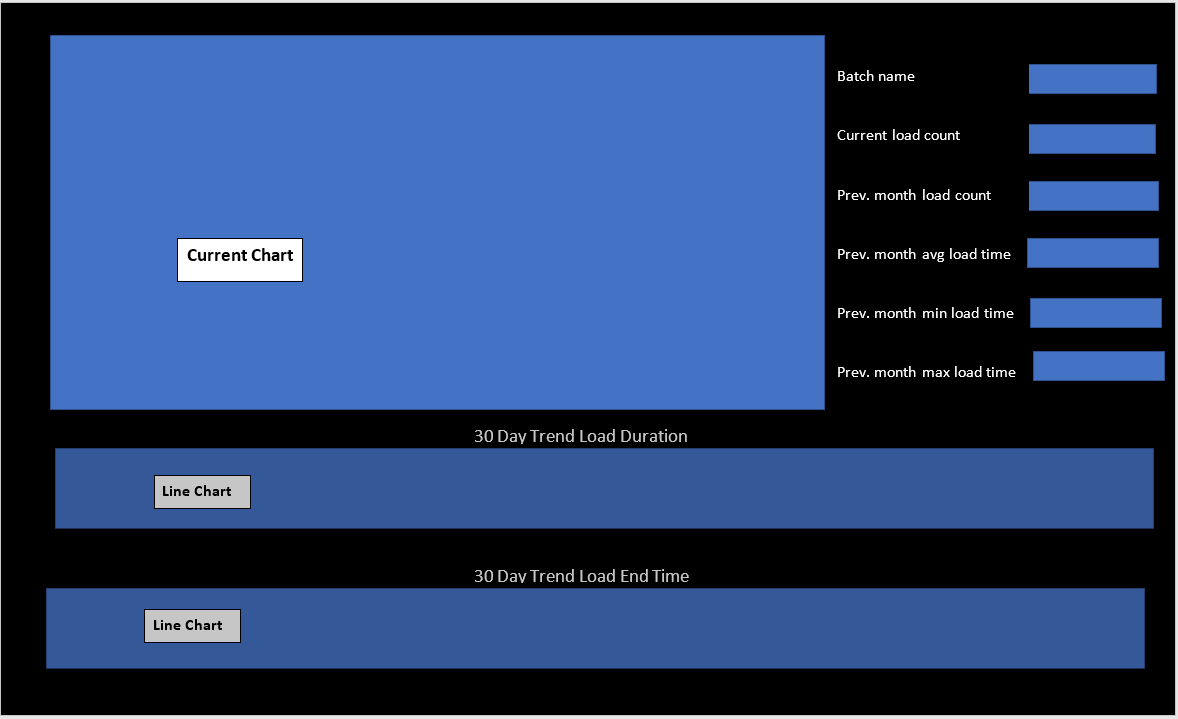 Batch name
Current load count
Prev. month load count
Current Chart
Prev. month avg load time
Prev. month min load time
Prev. month max load time
30 Day Trend Load Duration
Line Chart
30 Day Trend Load End Time
Line Chart